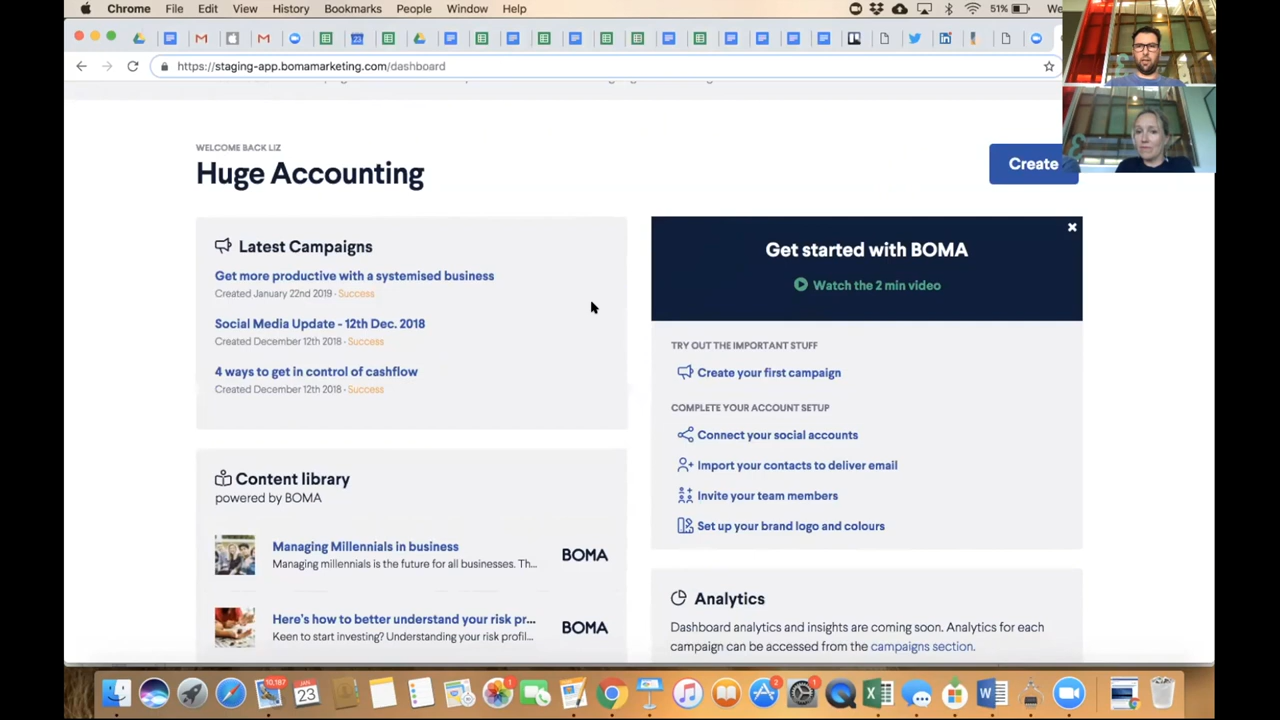 Chrome File Edit View History Bookmarks People Window Help 51% We
https://staging-app.bomamarketing.com/dashboard
WELCOME BACK LIZ
Huge Accounting
Create
Latest Campaigns
Get more productive with a systemised business
Created January 22nd 2019 · Success
Social Media Update - 12th Dec. 2018
Created December 12th 2018 · Success
4 ways to get in control of cashflow
Created December 12th 2018 · Success
Content library
powered by BOMA
Managing Millennials in business
Managing millennials is the future for all businesses. Th...
BOMA
Here's how to better understand your risk pr...
Keen to start investing? Understanding your risk profil...
BOMA
Get started with BOMA
Watch the 2 min video
TRY OUT THE IMPORTANT STUFF
Create your first campaign
COMPLETE YOUR ACCOUNT SETUP
Connect your social accounts
Import your contacts to deliver email
Invite your team members
Set up your brand logo and colours
Analytics
Dashboard analytics and insights are coming soon. Analytics for each
campaign can be accessed from the campaigns section.
10,187
JAN
23
1
2
1